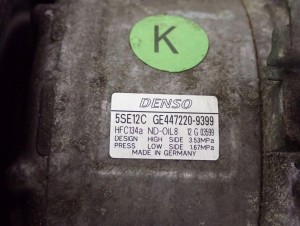 K
DENSO
5SE12C GE447220-9399
HFC134a ND-OIL8 12 G 03599
DESIGN HIGH SIDE 3.53MPa
PRESS LOW SIDE 1.67MPa
MADE IN GERMANY